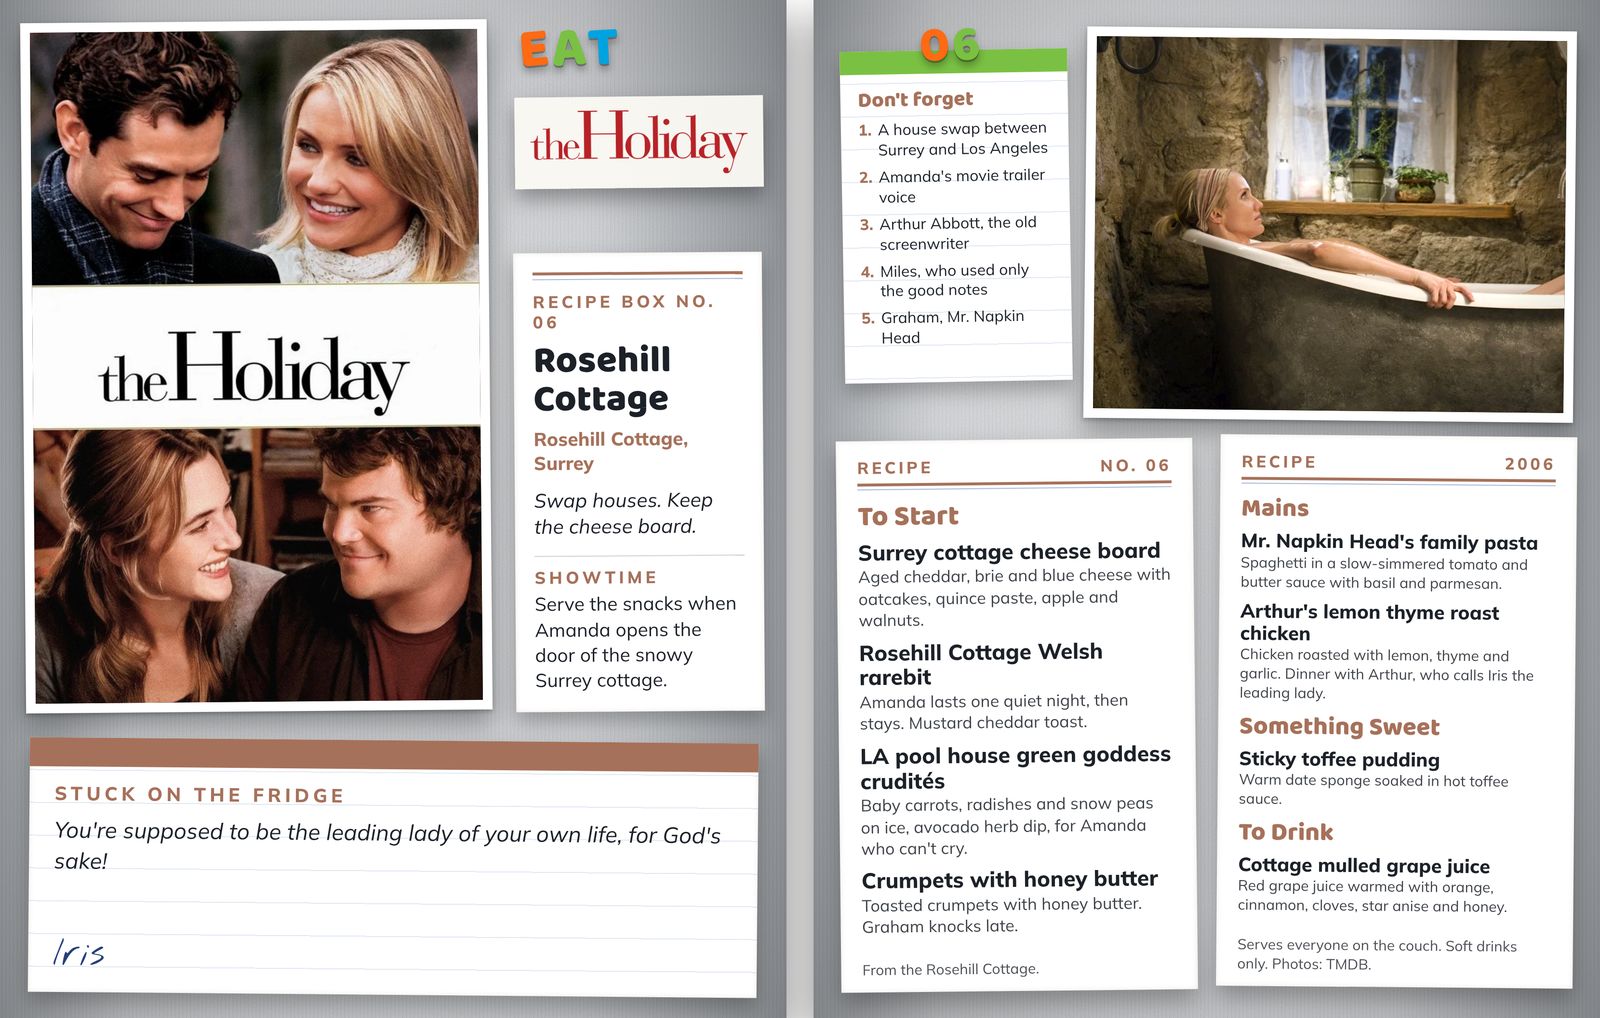 EAT
the Holiday
the Holiday
RECIPE BOX NO.
06
Rosehill
Cottage
Rosehill Cottage,
Surrey
Swap houses. Keep
the cheese board.
SHOWTIME
Serve the snacks when
Amanda opens the
door of the snowy
Surrey cottage.
STUCK ON THE FRIDGE
You're supposed to be the leading lady of your own life, for God's
sake!
Iris
06
Don't forget
1. A house swap between
Surrey and Los Angeles
2. Amanda's movie trailer
voice
3. Arthur Abbott, the old
screenwriter
4. Miles, who used only
the good notes
5. Graham, Mr. Napkin
Head
RECIPE NO. 06
To Start
Surrey cottage cheese board
Aged cheddar, brie and blue cheese with
oatcakes, quince paste, apple and
walnuts.
Rosehill Cottage Welsh
rarebit
Amanda lasts one quiet night, then
stays. Mustard cheddar toast.
LA pool house green goddess
crudités
Baby carrots, radishes and snow peas
on ice, avocado herb dip, for Amanda
who can't cry.
Crumpets with honey butter
Toasted crumpets with honey butter.
Graham knocks late.
From the Rosehill Cottage.
RECIPE 2006
Mains
Mr. Napkin Head's family pasta
Spaghetti in a slow-simmered tomato and
butter sauce with basil and parmesan.
Arthur's lemon thyme roast
chicken
Chicken roasted with lemon, thyme and
garlic. Dinner with Arthur, who calls Iris the
leading lady.
Something Sweet
Sticky toffee pudding
Warm date sponge soaked in hot toffee
sauce.
To Drink
Cottage mulled grape juice
Red grape juice warmed with orange,
cinnamon, cloves, star anise and honey.
Serves everyone on the couch. Soft drinks
only. Photos: TMDB.